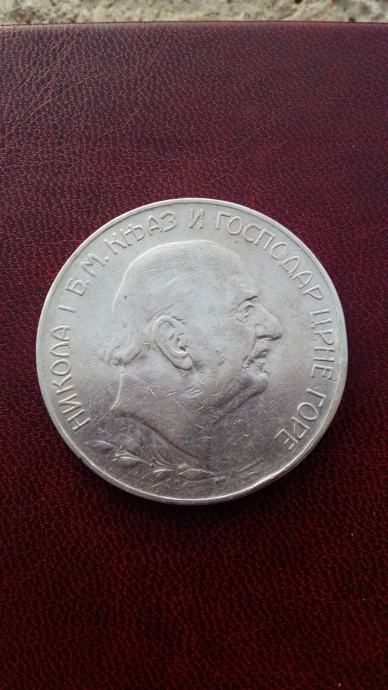 НИКОЛА I Б.М. КЊАЗ И ГОСПОДАР ЦРНЕ ГОРЕ